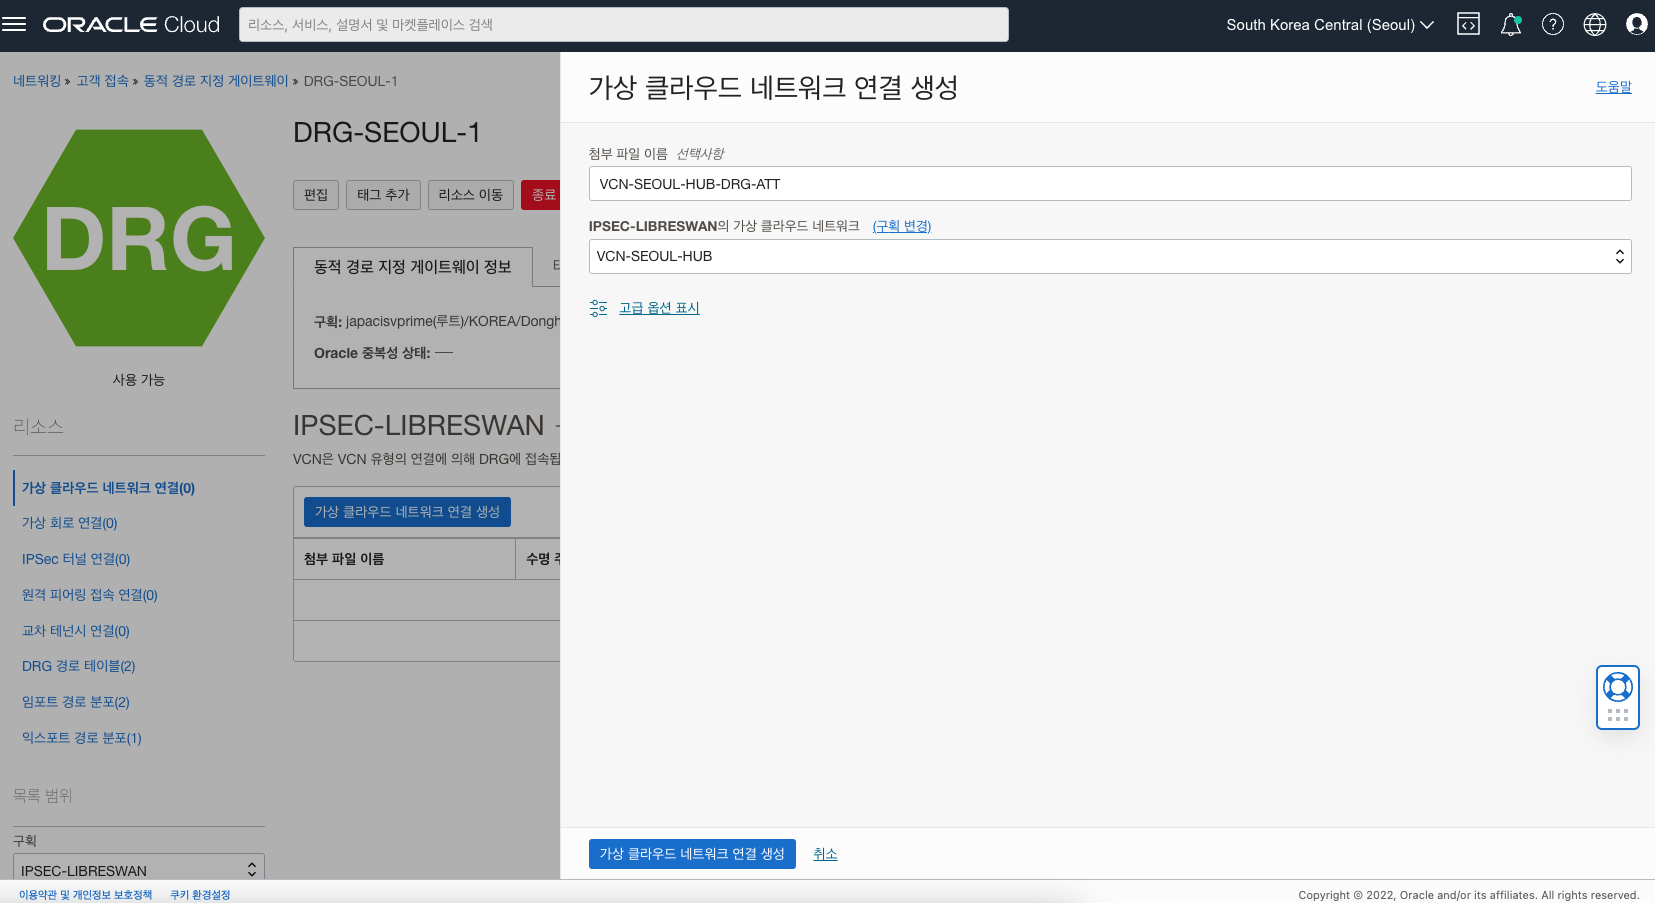 ORACLE Cloud
리소스, 서비스, 설명서 및 마켓플레이스 검색
South Korea Central (Seoul)
네트워킹 » 고객 접속 » 동적 경로 지정 게이트웨이 » DRG-SEOUL-1
DRG
사용 가능
DRG-SEOUL-1
편집
태그 추가
리소스 이동
종료
동적 경로 지정 게이트웨이 정보
구획: japacisvprime(루트)/KOREA/Dongh
Oracle 중복성 상태: —
리소스
가상 클라우드 네트워크 연결(0)
가상 회로 연결(0)
IPSec 터널 연결(0)
원격 피어링 접속 연결(0)
교차 테넌시 연결(0)
DRG 경로 테이블(2)
임포트 경로 분포(2)
익스포트 경로 분포(1)
목록 범위
구획
IPSEC-LIBRESWAN
IPSEC-LIBRESWAN
VCN은 VCN 유형의 연결에 의해 DRG에 접속됩
가상 클라우드 네트워크 연결 생성
첨부 파일 이름
수명
가상 클라우드 네트워크 연결 생성
도움말
첨부 파일 이름 선택사항
VCN-SEOUL-HUB-DRG-ATT
IPSEC-LIBRESWAN의 가상 클라우드 네트워크 (구획 변경)
VCN-SEOUL-HUB
고급 옵션 표시
가상 클라우드 네트워크 연결 생성
취소
이용약관 및 개인정보 보호정책
쿠키 환경설정
Copyright © 2022, Oracle and/or its affiliates. All rights reserved.